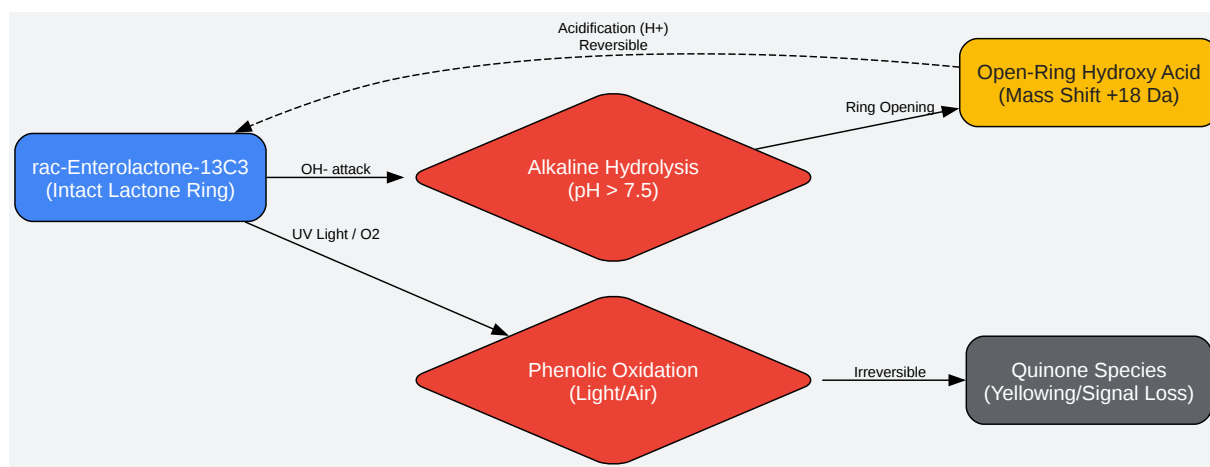 Acidification (H+)
Reversible
Open-Ring Hydroxy Acid
(Mass Shift +18 Da)
Ring Opening
rac-Enterolactone-13C3
(Intact Lactone Ring)
OH- attack
Alkaline Hydrolysis
(pH > 7.5)
UV Light / O2
Phenolic Oxidation
(Light/Air)
Irreversible
Quinone Species
(Yellowing/Signal Loss)